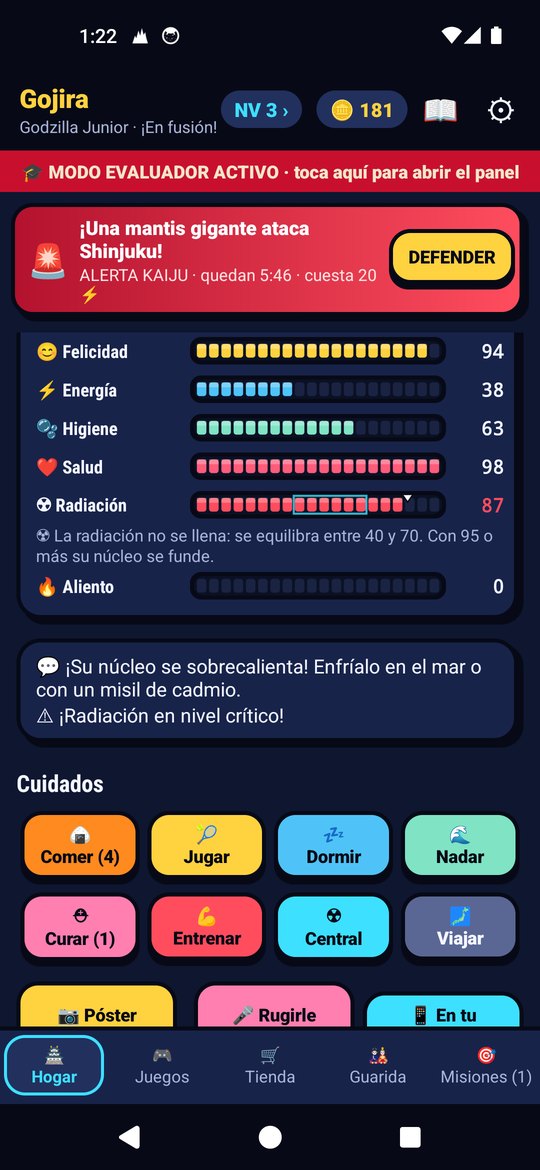 1:22
Gojira
Godzilla Junior · ¡En fusión!
NV 3 ›
181
MODO EVALUADOR ACTIVO · toca aquí para abrir el panel
¡Una mantis gigante ataca
Shinjuku!
ALERTA KAIJU · quedan 5:46 · cuesta 20
⚡
DEFENDER
Felicidad 94
Energía 38
Higiene 63
Salud 98
☢ Radiación 87
☢ La radiación no se llena: se equilibra entre 40 y 70. Con 95 o
más su núcleo se funde.
Aliento 0
¡Su núcleo se sobrecalienta! Enfríalo en el mar o
con un misil de cadmio.
⚠ ¡Radiación en nivel crítico!
Cuidados
Comer (4)
Jugar
Dormir
Nadar
Curar (1)
Entrenar
Central
Viajar
Póster
Rugirle
En tu
Hogar
Juegos
Tienda
Guarida
Misiones (1)